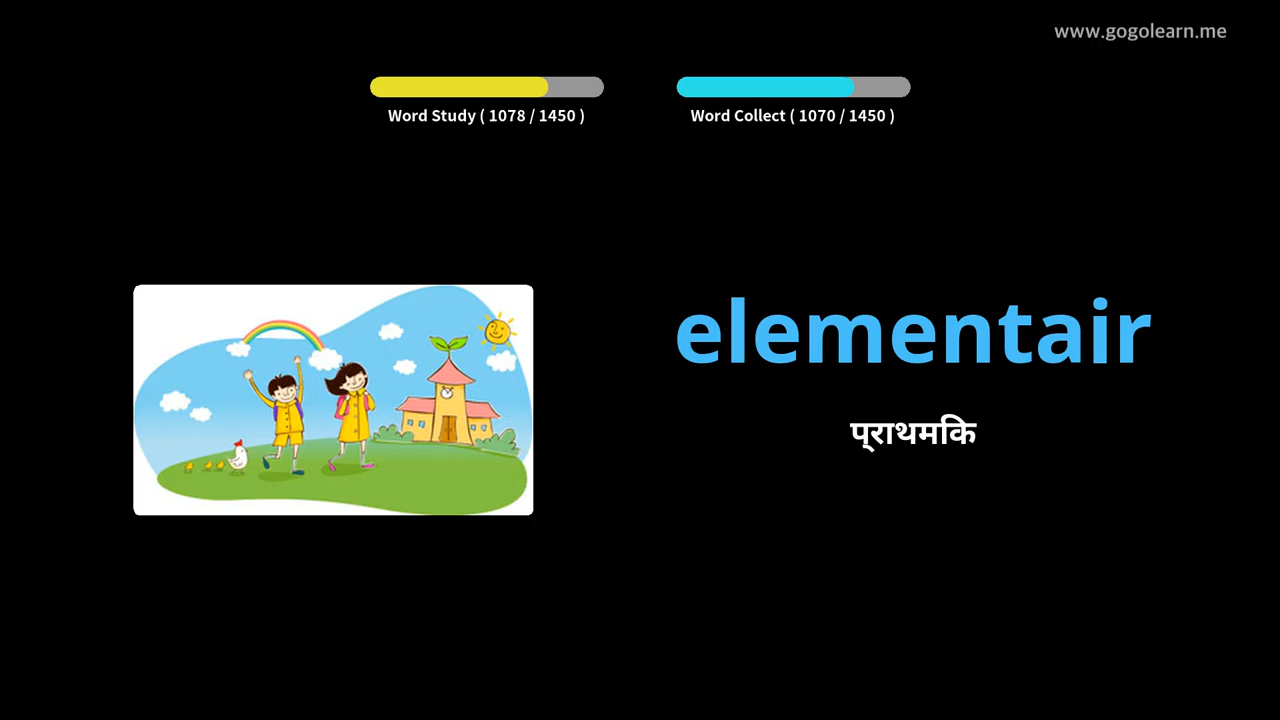 www.gogolearn.me
Word Study ( 1078 / 1450 )
Word Collect ( 1070 / 1450 )
elementair
प्राथमकि